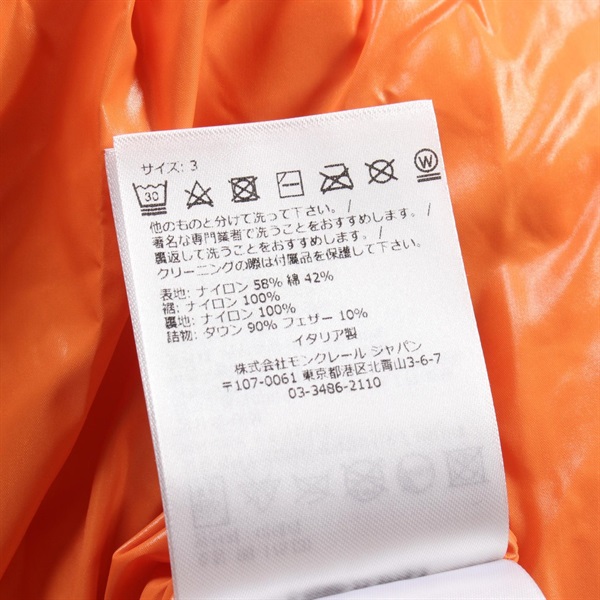 サイズ: 3
30
W
他のものと分けて洗って下さい。/
著名な専門業者で洗うことをおすすめします。/
裏返して洗うことをおすすめします。/
クリーニングの際は付属品を保護して下さい。
表地: ナイロン 58% 綿 42%
裾: ナイロン 100%
裏地: ナイロン 100%
詰物: ダウン 90% フェザー 10%
イタリア製
株式会社モンクレール ジャパン
〒107-0061 東京都港区北青山3-6-7
03-3486-2110